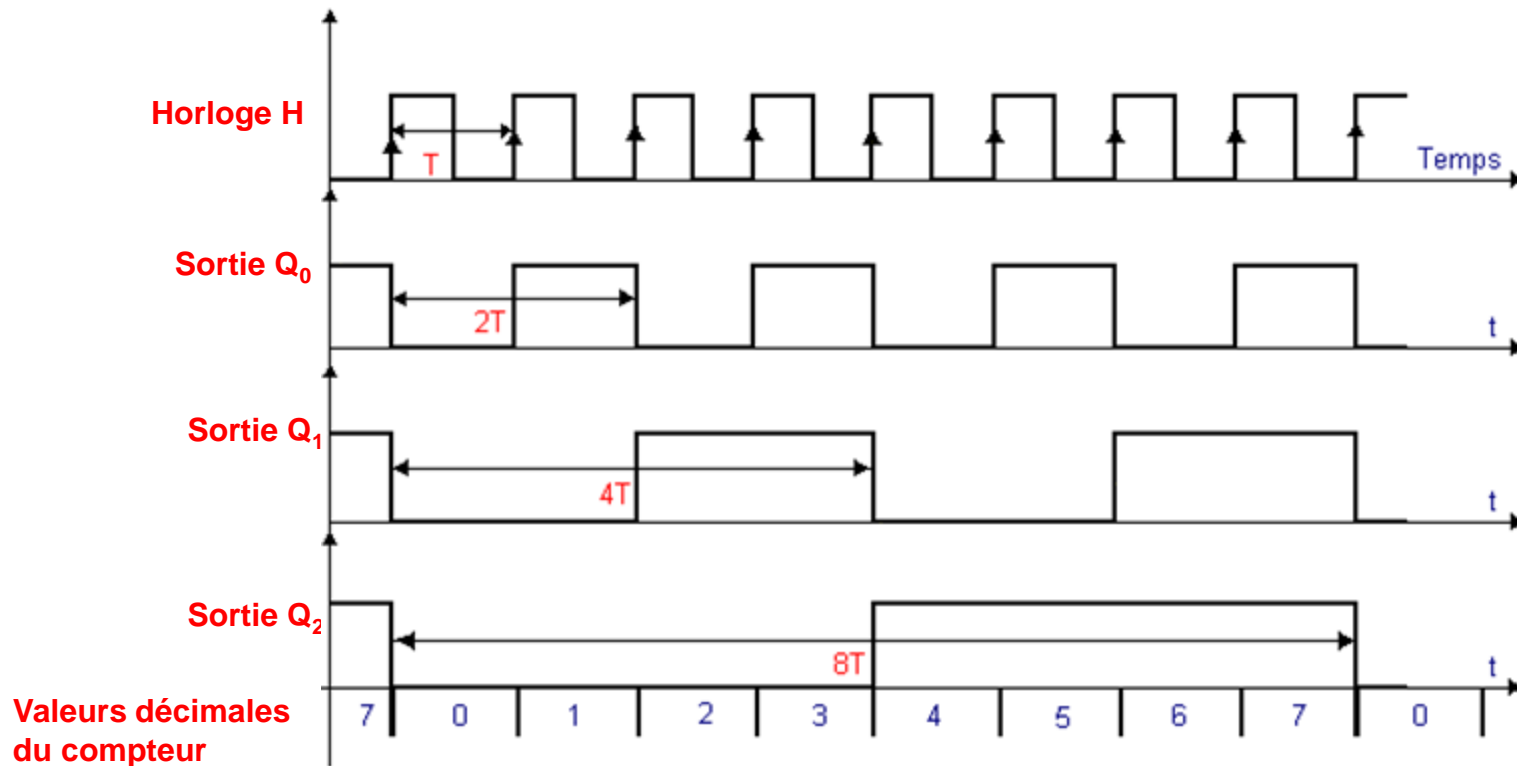 Horloge H
T
Temps
Sortie Q₀
2T
t
Sortie Q₁
4T
t
Sortie Q₂
8T
t
Valeurs décimales
du compteur
7 0 1 2 3 4 5 6 7 0